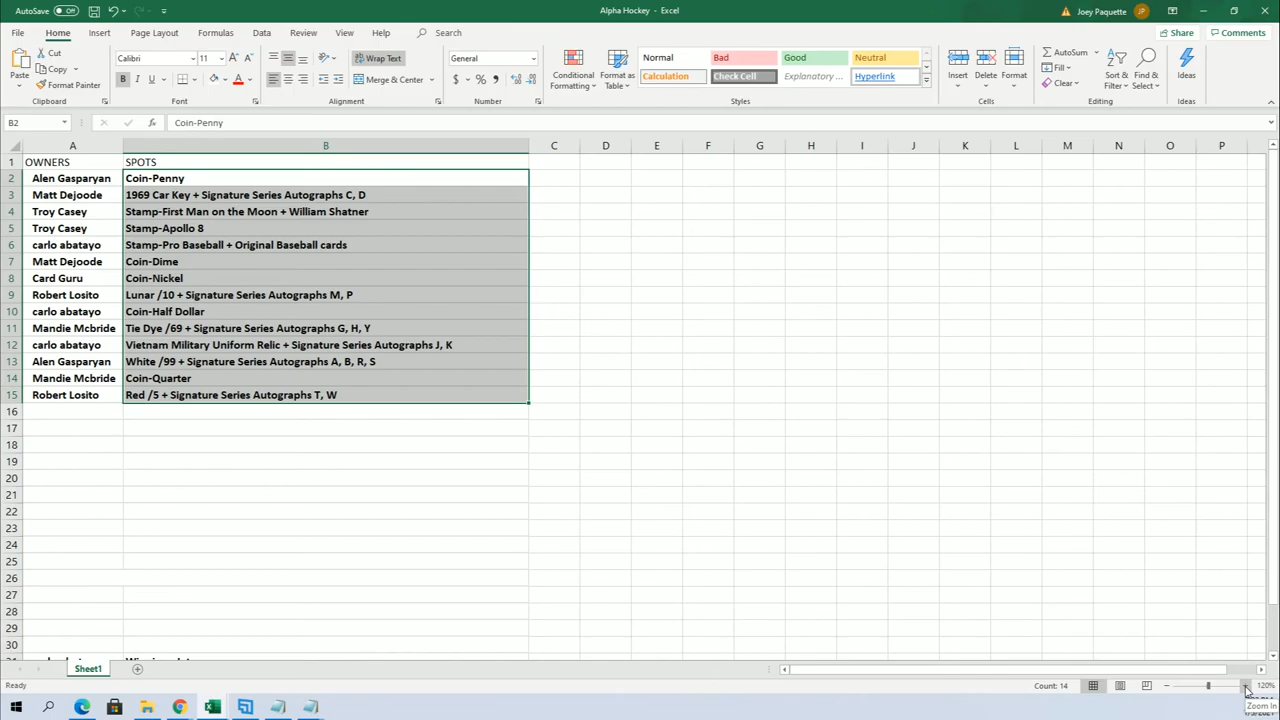 AutoSave Off Alpha Hockey - Excel Joey Paquette JP
File Home Insert Page Layout Formulas Data Review View Help Search Share Comments
Paste Cut Copy Format Painter Clipboard
Calibri 11 B I U Font
Wrap Text Merge & Center Alignment
General $ % Number
Conditional Formatting Format as Table
Normal Bad Good Neutral
Calculation Check Cell Explanatory ... Hyperlink
Styles
Insert Delete Format Cells
AutoSum Fill Clear Sort & Filter Find & Select Editing
Ideas Ideas
B2 fx Coin-Penny
A B C D E F G H I J K L M N O P
1 OWNERS SPOTS
2 Alen Gasparyan Coin-Penny
3 Matt Dejoode 1969 Car Key + Signature Series Autographs C, D
4 Troy Casey Stamp-First Man on the Moon + William Shatner
5 Troy Casey Stamp-Apollo 8
6 carlo abatayo Stamp-Pro Baseball + Original Baseball cards
7 Matt Dejoode Coin-Dime
8 Card Guru Coin-Nickel
9 Robert Losito Lunar /10 + Signature Series Autographs M, P
10 carlo abatayo Coin-Half Dollar
11 Mandie Mcbride Tie Dye /69 + Signature Series Autographs G, H, Y
12 carlo abatayo Vietnam Military Uniform Relic + Signature Series Autographs J, K
13 Alen Gasparyan White /99 + Signature Series Autographs A, B, R, S
14 Mandie Mcbride Coin-Quarter
15 Robert Losito Red /5 + Signature Series Autographs T, W
16
17
18
19
20
21
22
23
24
25
26
27
28
29
30
Sheet1
Ready Count: 14 120%
Zoom In